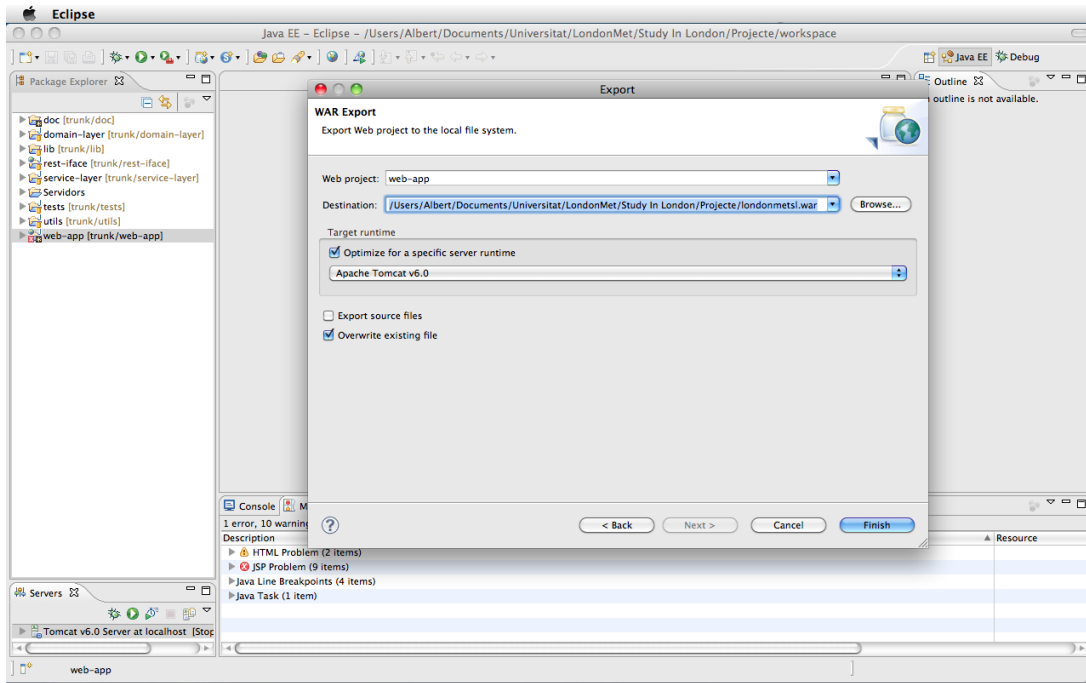 Eclipse
Java EE – Eclipse – /Users/Albert/Documents/Universitat/LondonMet/Study In London/Projecte/workspace
Java EE Debug
Package Explorer
doc [trunk/doc]
domain-layer [trunk/domain-layer]
lib [trunk/lib]
rest-iface [trunk/rest-iface]
service-layer [trunk/service-layer]
Servidors
tests [trunk/tests]
utils [trunk/utils]
web-app [trunk/web-app]
Export
WAR Export
Export Web project to the local file system.
Web project: web-app
Destination: /Users/Albert/Documents/Universitat/LondonMet/Study In London/Projecte/londonmetsl.war Browse...
Target runtime
Optimize for a specific server runtime
Apache Tomcat v6.0
Export source files
Overwrite existing file
? < Back Next > Cancel Finish
Outline
outline is not available.
Console M
1 error, 10 warning
Description Resource
HTML Problem (2 items)
JSP Problem (9 items)
Java Line Breakpoints (4 items)
Java Task (1 item)
Servers
Tomcat v6.0 Server at localhost [Stop
web-app